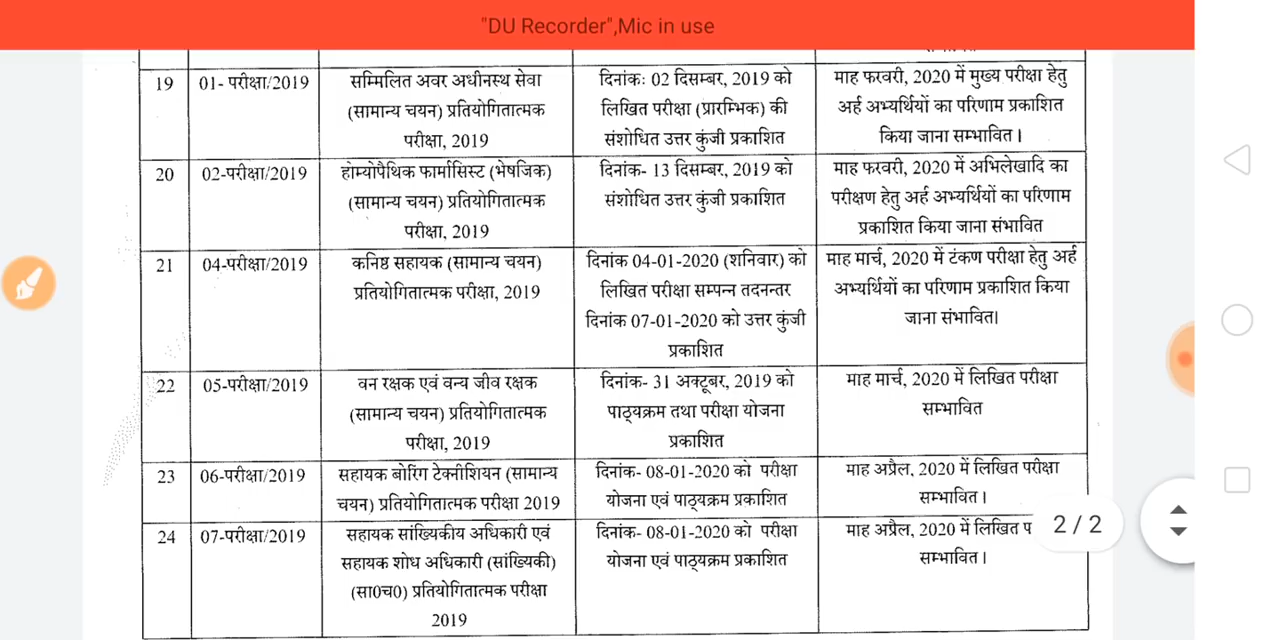 "DU Recorder",Mic in use
19 01- परीक्षा/2019 सम्मिलित अवर अधीनस्थ सेवा दिनांकः 02 दिसम्बर, 2019 को माह फरवरी, 2020 में मुख्य परीक्षा हेतु
(सामान्य चयन) प्रतियोगितात्मक लिखित परीक्षा (प्रारम्भिक) की अर्ह अभ्यर्थियों का परिणाम प्रकाशित
परीक्षा, 2019 संशोधित उत्तर कुंजी प्रकाशित किया जाना सम्भावित।
20 02-परीक्षा/2019 होम्योपैथिक फार्मासिस्ट (भेषजिक) दिनांक- 13 दिसम्बर, 2019 को माह फरवरी, 2020 में अभिलेखादि का
(सामान्य चयन) प्रतियोगितात्मक संशोधित उत्तर कुंजी प्रकाशित परीक्षण हेतु अर्ह अभ्यर्थियों का परिणाम
परीक्षा, 2019 प्रकाशित किया जाना संभावित
21 04-परीक्षा/2019 कनिष्ठ सहायक (सामान्य चयन) दिनांक 04-01-2020 (शनिवार) को माह मार्च, 2020 में टंकण परीक्षा हेतु अर्ह
प्रतियोगितात्मक परीक्षा, 2019 लिखित परीक्षा सम्पन्न तदनन्तर अभ्यर्थियों का परिणाम प्रकाशित किया
दिनांक 07-01-2020 को उत्तर कुंजी जाना संभावित।
प्रकाशित
22 05-परीक्षा/2019 वन रक्षक एवं वन्य जीव रक्षक दिनांक- 31 अक्टूबर, 2019 को माह मार्च, 2020 में लिखित परीक्षा
(सामान्य चयन) प्रतियोगितात्मक पाठ्यक्रम तथा परीक्षा योजना सम्भावित
परीक्षा, 2019 प्रकाशित
23 06-परीक्षा/2019 सहायक बोरिंग टेक्नीशियन (सामान्य दिनांक- 08-01-2020 को परीक्षा माह अप्रैल, 2020 में लिखित परीक्षा
चयन) प्रतियोगितात्मक परीक्षा 2019 योजना एवं पाठ्यक्रम प्रकाशित सम्भावित।
24 07-परीक्षा/2019 सहायक सांख्यिकीय अधिकारी एवं दिनांक- 08-01-2020 को परीक्षा माह अप्रैल, 2020 में लिखित प
सहायक शोध अधिकारी (सांख्यिकी) योजना एवं पाठ्यक्रम प्रकाशित सम्भावित।
(सा0च0) प्रतियोगितात्मक परीक्षा
2019
2 / 2